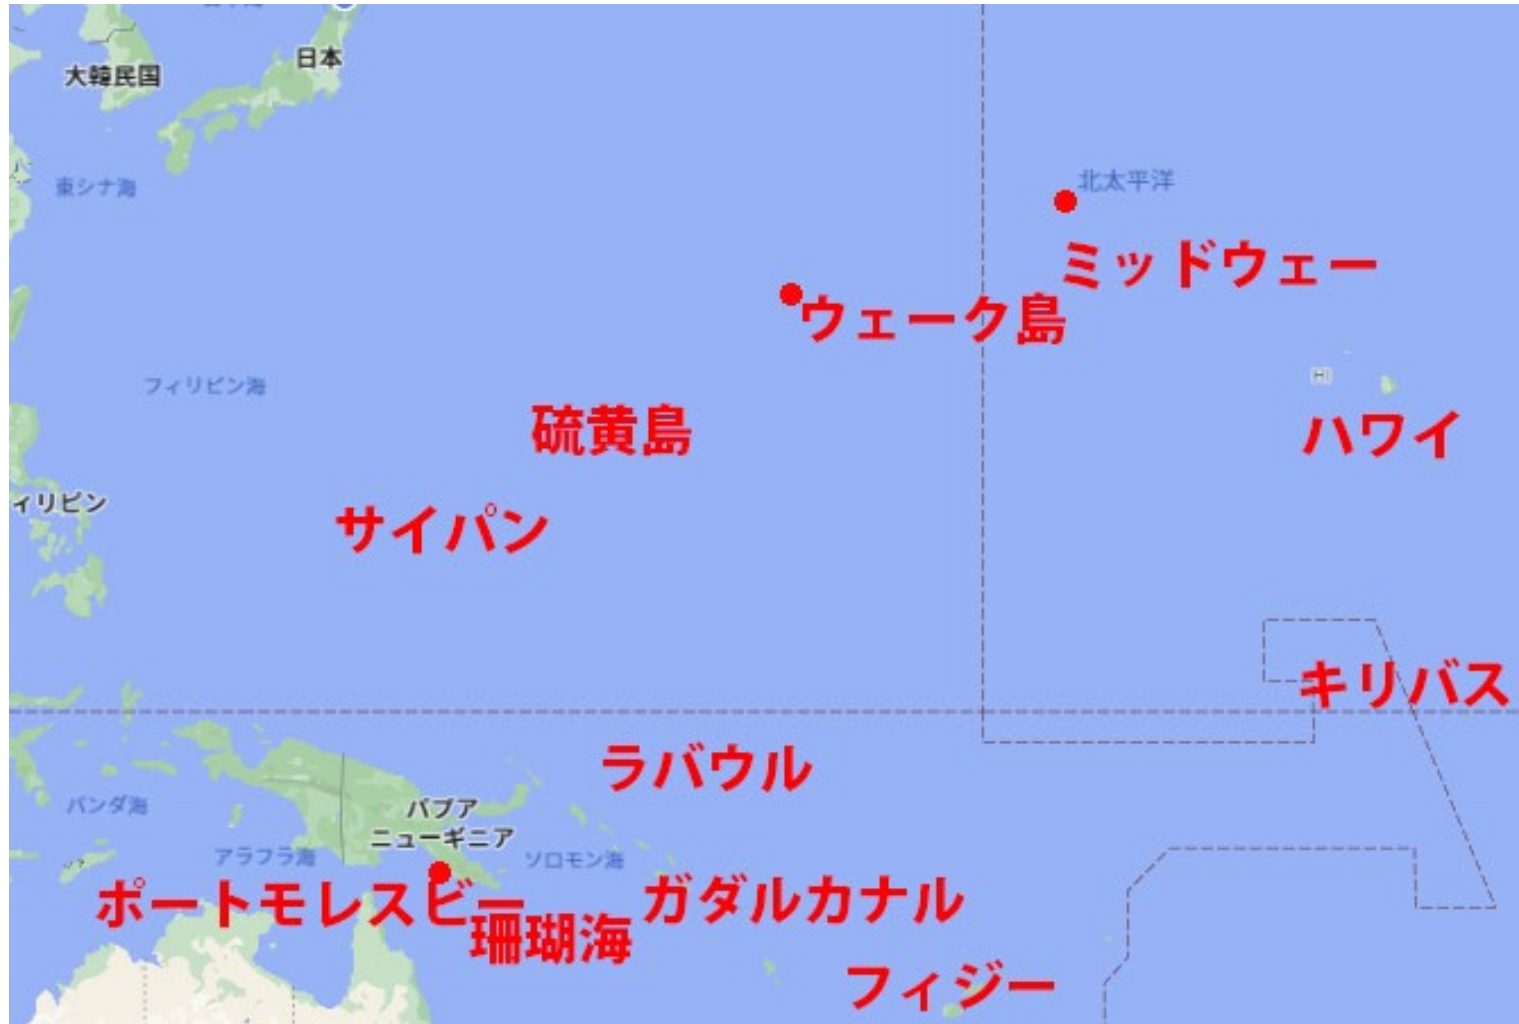 日本
大韓民国
東シナ海
北太平洋
ミッドウェー
ウェーク島
フィリピン海
HI
硫黄島
ハワイ
ィリピン
サイパン
キリバス
ラバウル
バンダ海
パプア
ニューギニア
アラフラ海
ソロモン海
ポートモレスビー
ガダルカナル
珊瑚海
フィジー